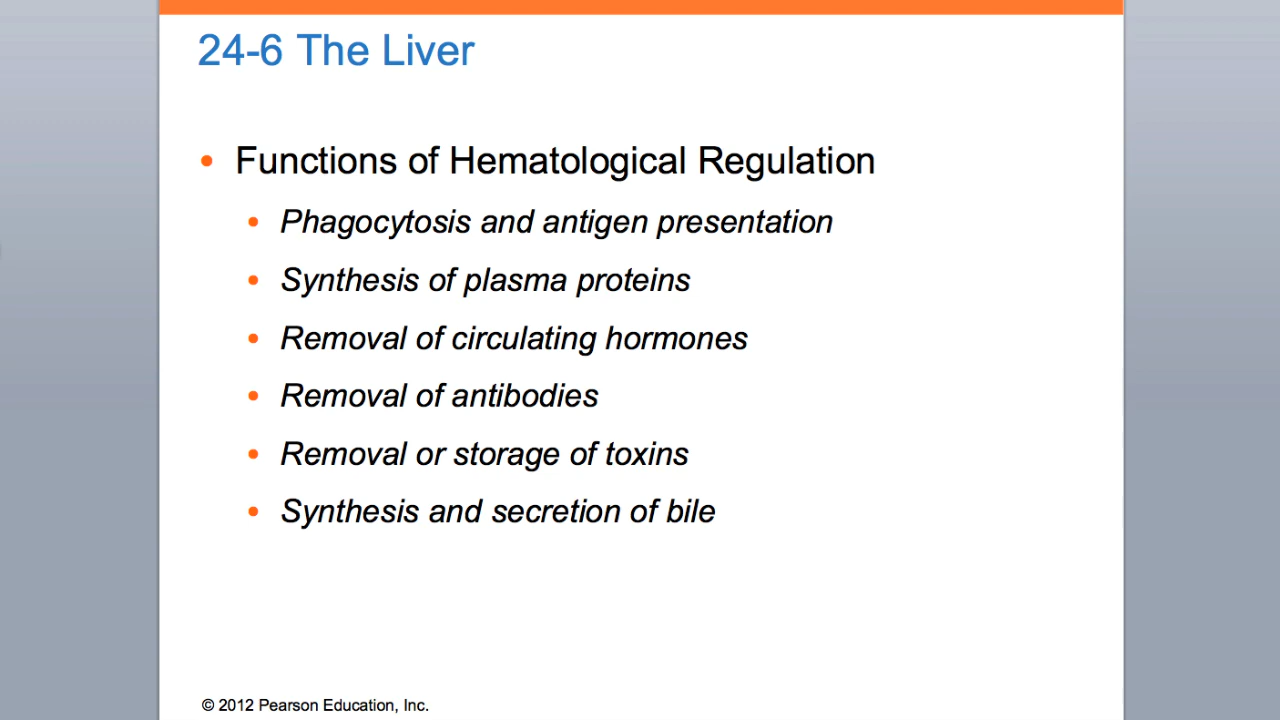 24-6 The Liver
• Functions of Hematological Regulation
• Phagocytosis and antigen presentation
• Synthesis of plasma proteins
• Removal of circulating hormones
• Removal of antibodies
• Removal or storage of toxins
• Synthesis and secretion of bile
© 2012 Pearson Education, Inc.